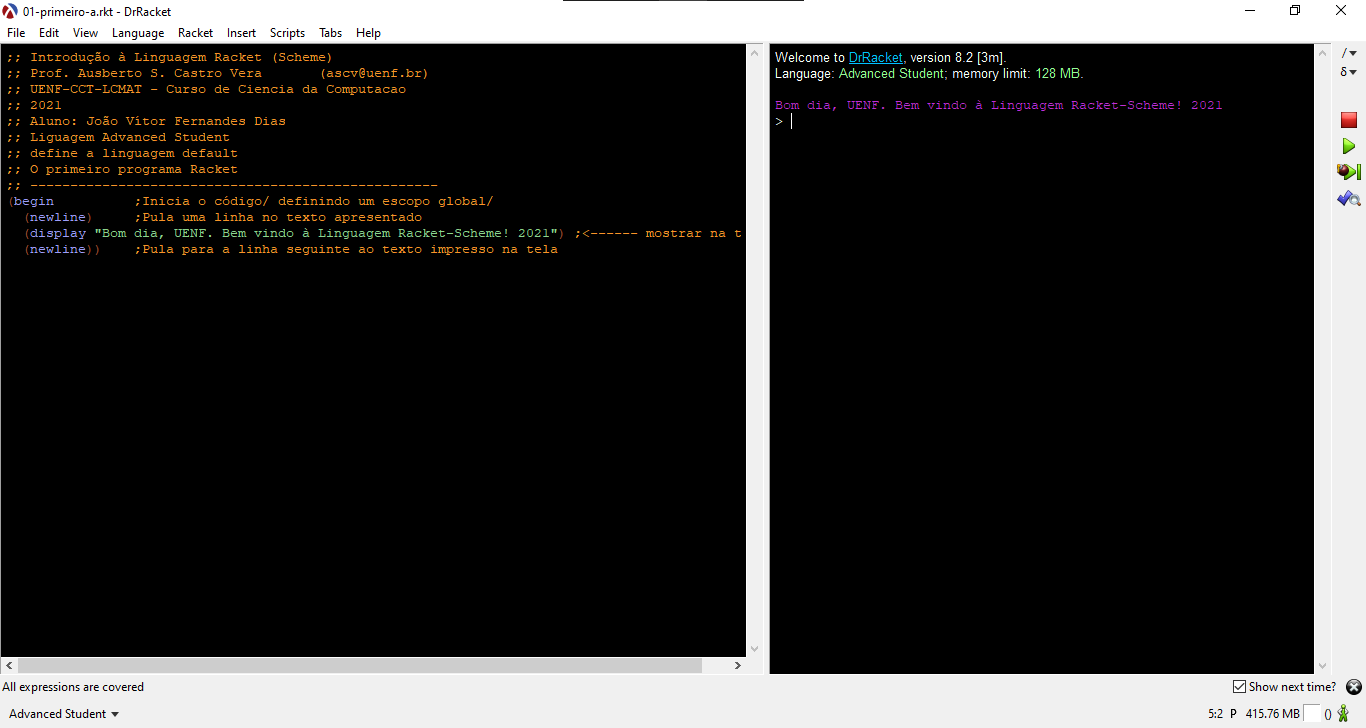 01-primeiro-a.rkt - DrRacket
File Edit View Language Racket Insert Scripts Tabs Help
;; Introdução à Linguagem Racket (Scheme)
;; Prof. Ausberto S. Castro Vera (ascv@uenf.br)
;; UENF-CCT-LCMAT - Curso de Ciencia da Computacao
;; 2021
;; Aluno: João Vítor Fernandes Dias
;; Liguagem Advanced Student
;; define a linguagem default
;; O primeiro programa Racket
;; ---------------------------------------------------
(begin ;Inicia o código/ definindo um escopo global/
(newline) ;Pula uma linha no texto apresentado
(display "Bom dia, UENF. Bem vindo à Linguagem Racket-Scheme! 2021") ;<------ mostrar na t
(newline)) ;Pula para a linha seguinte ao texto impresso na tela
Welcome to DrRacket, version 8.2 [3m].
Language: Advanced Student; memory limit: 128 MB.
Bom dia, UENF. Bem vindo à Linguagem Racket-Scheme! 2021
>
All expressions are covered
Show next time?
Advanced Student
5:2 P 415.76 MB ()